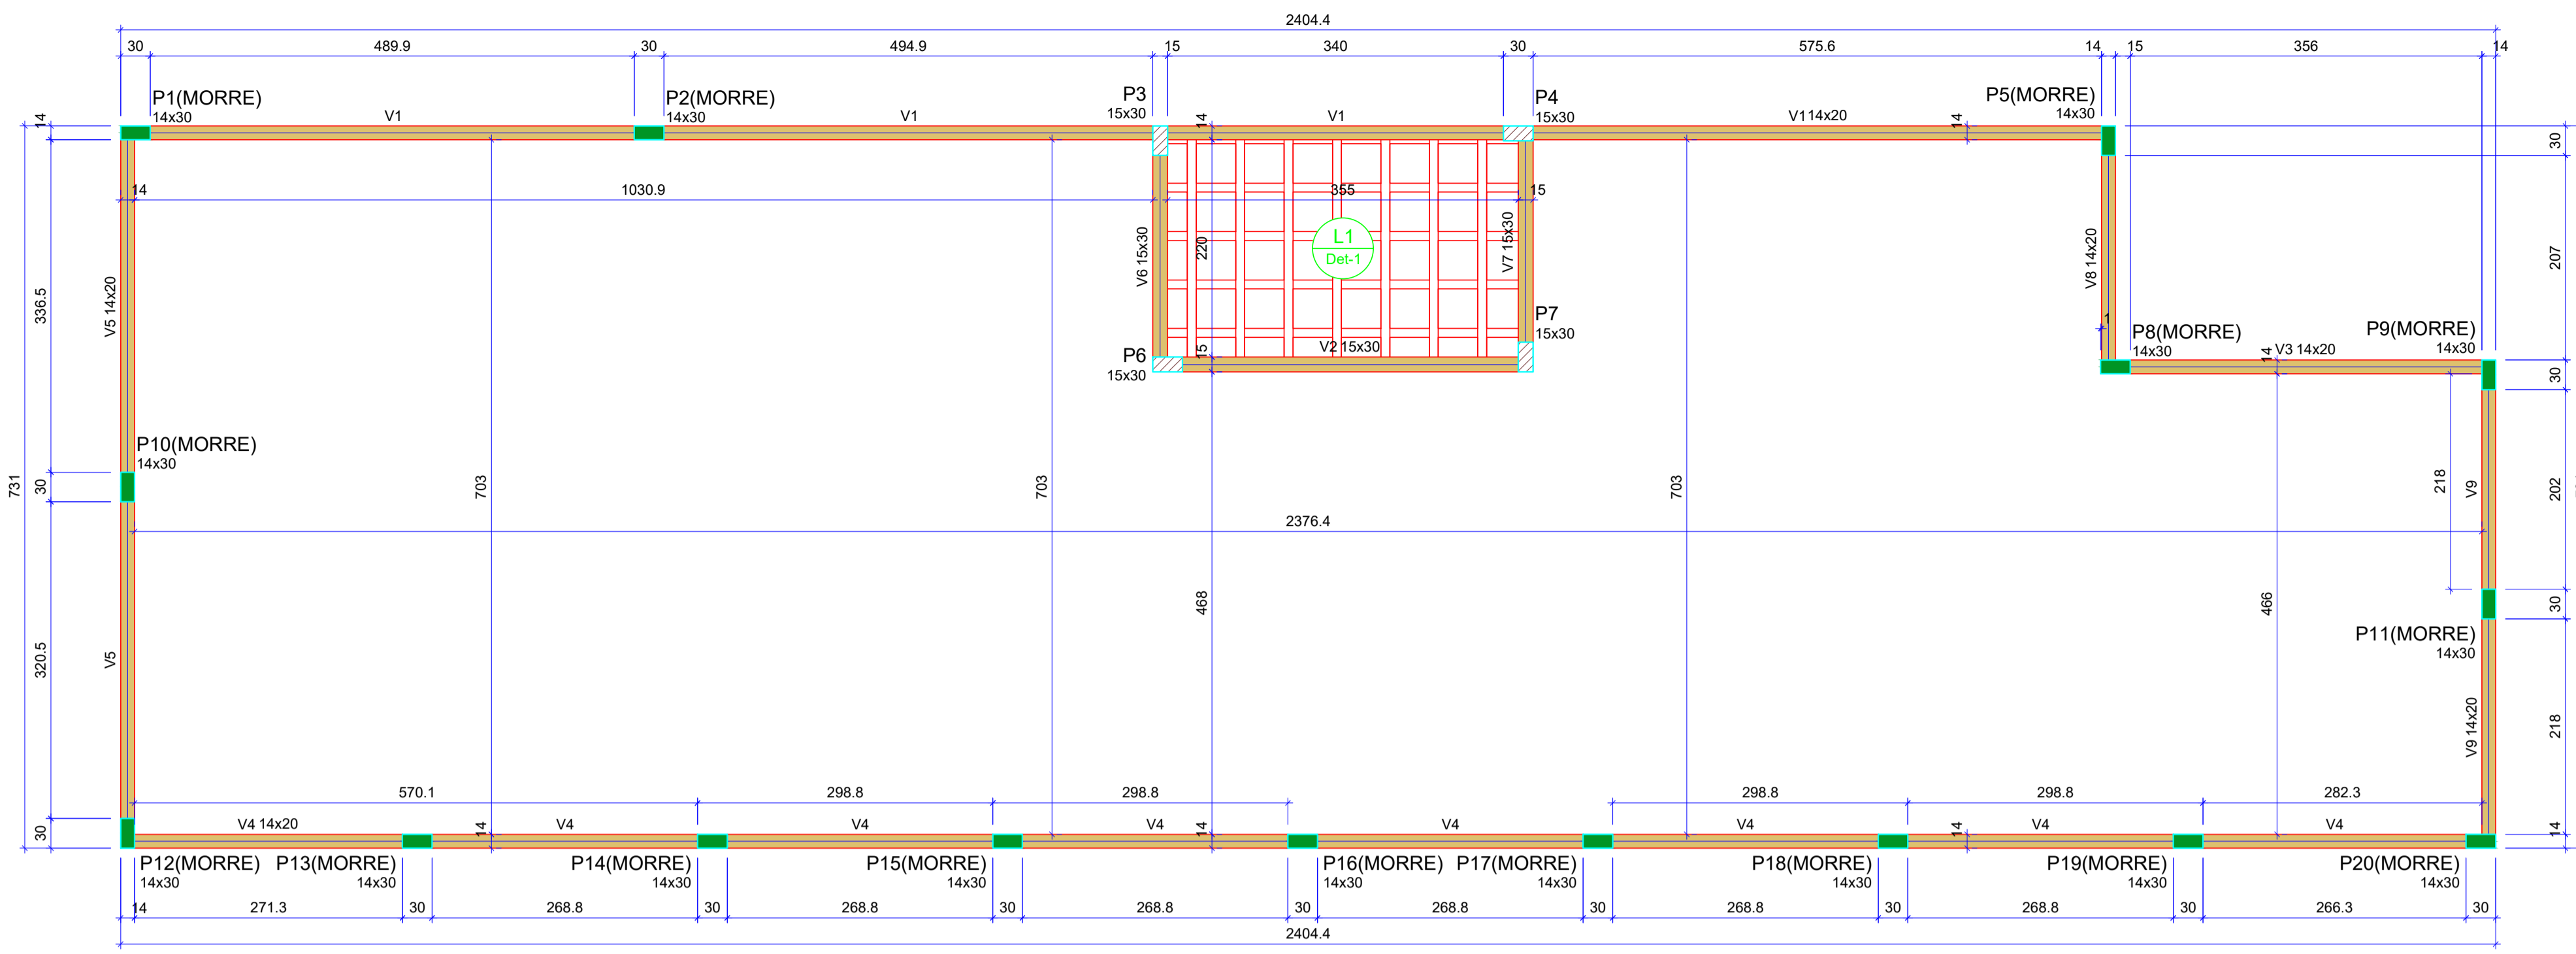 2404.4
30 489.9 30 494.9 15 340 30 575.6 14 15 356 14
P1(MORRE)
14x30
V1
P2(MORRE)
14x30
V1
P3
15x30
14
V1
P4
15x30
V114x20
14
P5(MORRE)
14x30
14
30
14 1030.9 355 15
V5 14x20
336.5
V6 15x30
220
L1
Det-1
V7 15x30
V8 14x20
207
1
P6
15x30
15
V2 15x30
P7
15x30
P8(MORRE)
14x30
14
V3 14x20
P9(MORRE)
14x30
30
P10(MORRE)
14x30
731
30
703
703
703
218
V9
202
2376.4
V5
320.5
468
466
30
P11(MORRE)
14x30
V9 14x20
218
570.1 298.8 298.8 298.8 298.8 282.3
30
V4 14x20
14
V4
V4
V4
14
V4
V4
14
V4
V4
14
P12(MORRE)
14x30
P13(MORRE)
14x30
P14(MORRE)
14x30
P15(MORRE)
14x30
P16(MORRE)
14x30
P17(MORRE)
14x30
P18(MORRE)
14x30
P19(MORRE)
14x30
P20(MORRE)
14x30
14 271.3 30 268.8 30 268.8 30 268.8 30 268.8 30 268.8 30 268.8 30 266.3 30
2404.4